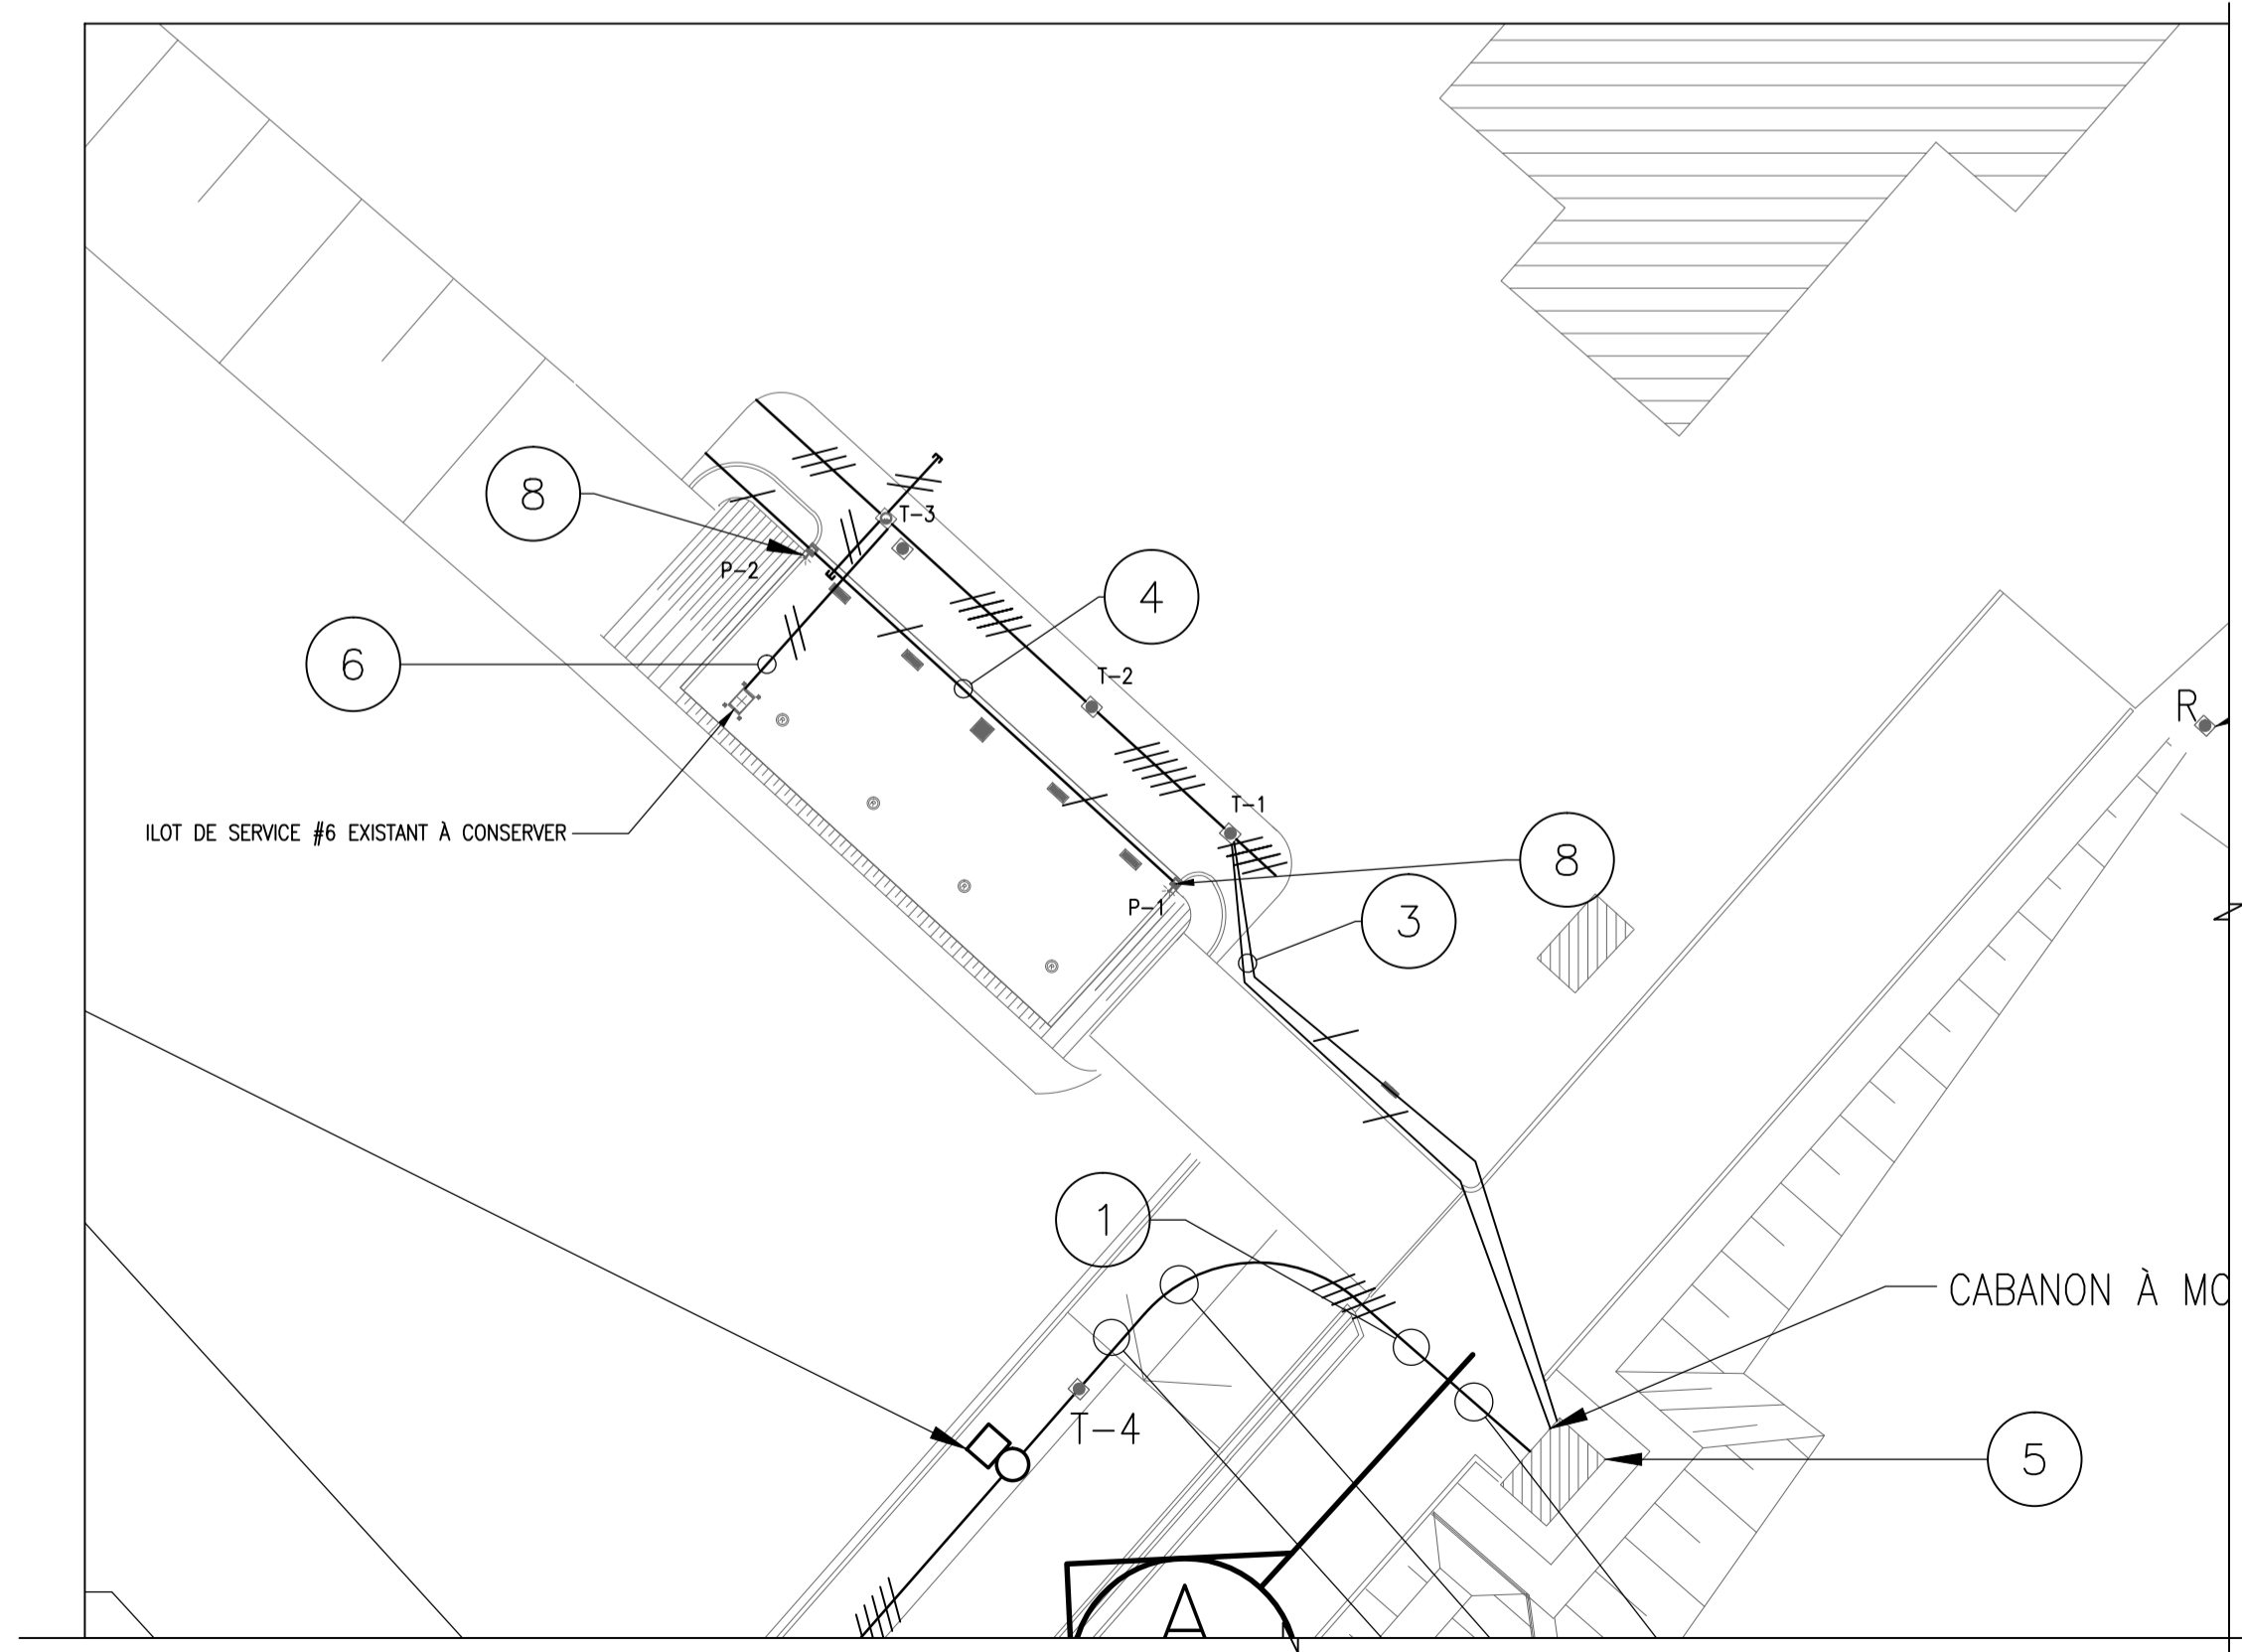 8
T-3
P-2
4
6
T-2
R
ILOT DE SERVICE #6 EXISTANT À CONSERVER
T-1
8
P-1
3
1
CABANON À MO
T-4
5
A